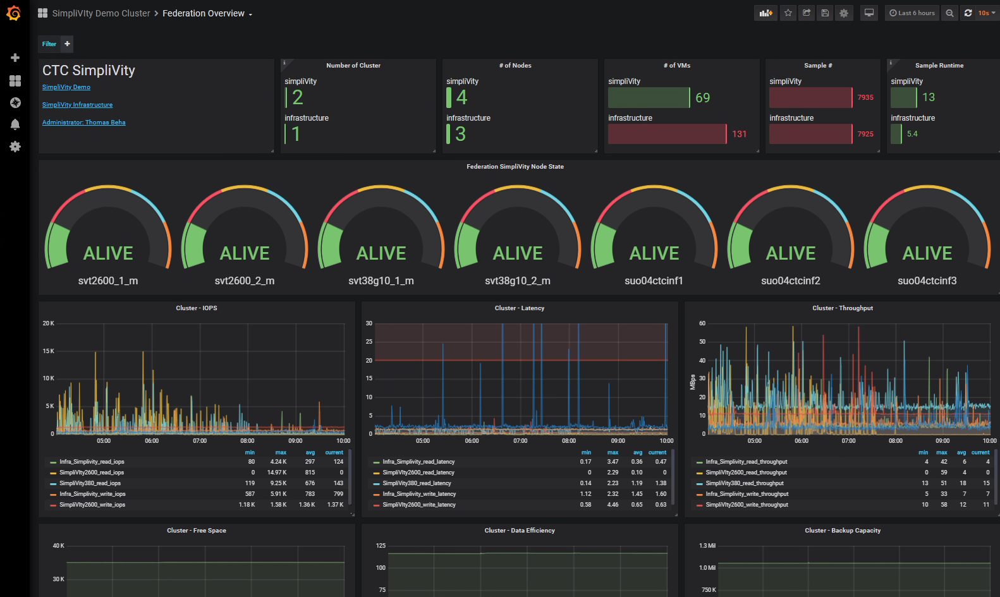 SimpliVIty Demo Cluster > Federation Overview
Last 6 hours
10s
Filter
CTC SimpliVity
SimpliVity Demo
SimpliVity Infrastructure
Administrator: Thomas Beha
Number of Cluster
simpliVity
2
infrastructure
1
# of Nodes
simpliVity
4
infrastructure
3
# of VMs
simpliVity
69
infrastructure
131
Sample #
simpliVity
7935
infrastructure
7925
Sample Runtime
simpliVity
13
infrastructure
5.4
Federation SimpliVity Node State
ALIVE ALIVE ALIVE ALIVE ALIVE ALIVE ALIVE
svt2600_1_m svt2600_2_m svt38g10_1_m svt38g10_2_m suo04ctcinf1 suo04ctcinf2 suo04ctcinf3
Cluster - IOPS
20 K
15 K
10 K
5 K
0
05:00 06:00 07:00 08:00 09:00 10:00
min max avg current
Infra_Simplivity_read_iops 80 4.24 K 297 124
SimpliVIty2600_read_iops 0 14.97 K 815 0
SimpliVity380_read_iops 119 9.25 K 676 143
Infra_Simplivity_write_iops 587 5.91 K 783 799
SimpliVIty2600_write_iops 1.18 K 1.58 K 1.36 K 1.37 K
Cluster - Latency
30
25
20
15
10
5
0
05:00 06:00 07:00 08:00 09:00 10:00
min max avg current
Infra_Simplivity_read_latency 0.17 3.47 0.36 0.47
SimpliVIty2600_read_latency 0 2.29 0.10 0
SimpliVity380_read_latency 0.14 2.23 1.19 1.38
Infra_Simplivity_write_latency 1.12 2.32 1.45 1.60
SimpliVIty2600_write_latency 0.58 4.46 0.65 0.63
Cluster - Throughput
MBps
60
50
40
30
20
10
0
05:00 06:00 07:00 08:00 09:00 10:00
min max avg current
Infra_Simplivity_read_throughput 4 42 6 4
SimpliVIty2600_read_throughput 0 59 4 0
SimpliVity380_read_throughput 13 51 18 15
Infra_Simplivity_write_throughput 5 33 7 7
SimpliVIty2600_write_throughput 10 58 12 11
Cluster - Free Space
40 K
30 K
Cluster - Data Efficiency
125
100
75
Cluster - Backup Capacity
1.3 Mil
1.0 Mil
750 K